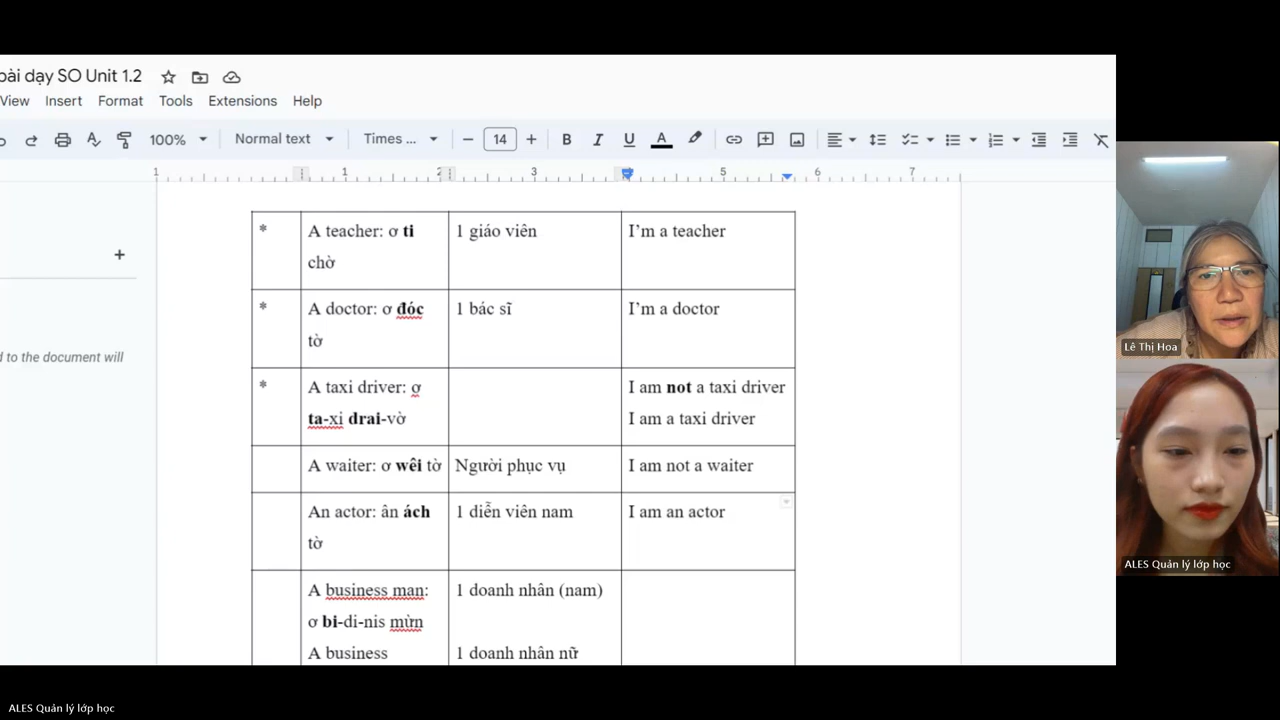 bài dạy SO Unit 1.2
View Insert Format Tools Extensions Help
100% Normal text Times ... 14
1 1 2 3 4 5 6 7
* A teacher: ơ ti chờ 1 giáo viên I'm a teacher
* A doctor: ơ đóc tờ 1 bác sĩ I'm a doctor
* A taxi driver: ơ ta-xi drai-vờ I am not a taxi driver
I am a taxi driver
A waiter: ơ wêi tờ Người phục vụ I am not a waiter
An actor: ân ách tờ 1 diễn viên nam I am an actor
A business man: ơ bi-di-nis mừn 1 doanh nhân (nam)
A business 1 doanh nhân nữ
d to the document will
Lê Thị Hoa
ALES Quản lý lớp học
ALES Quản lý lớp học